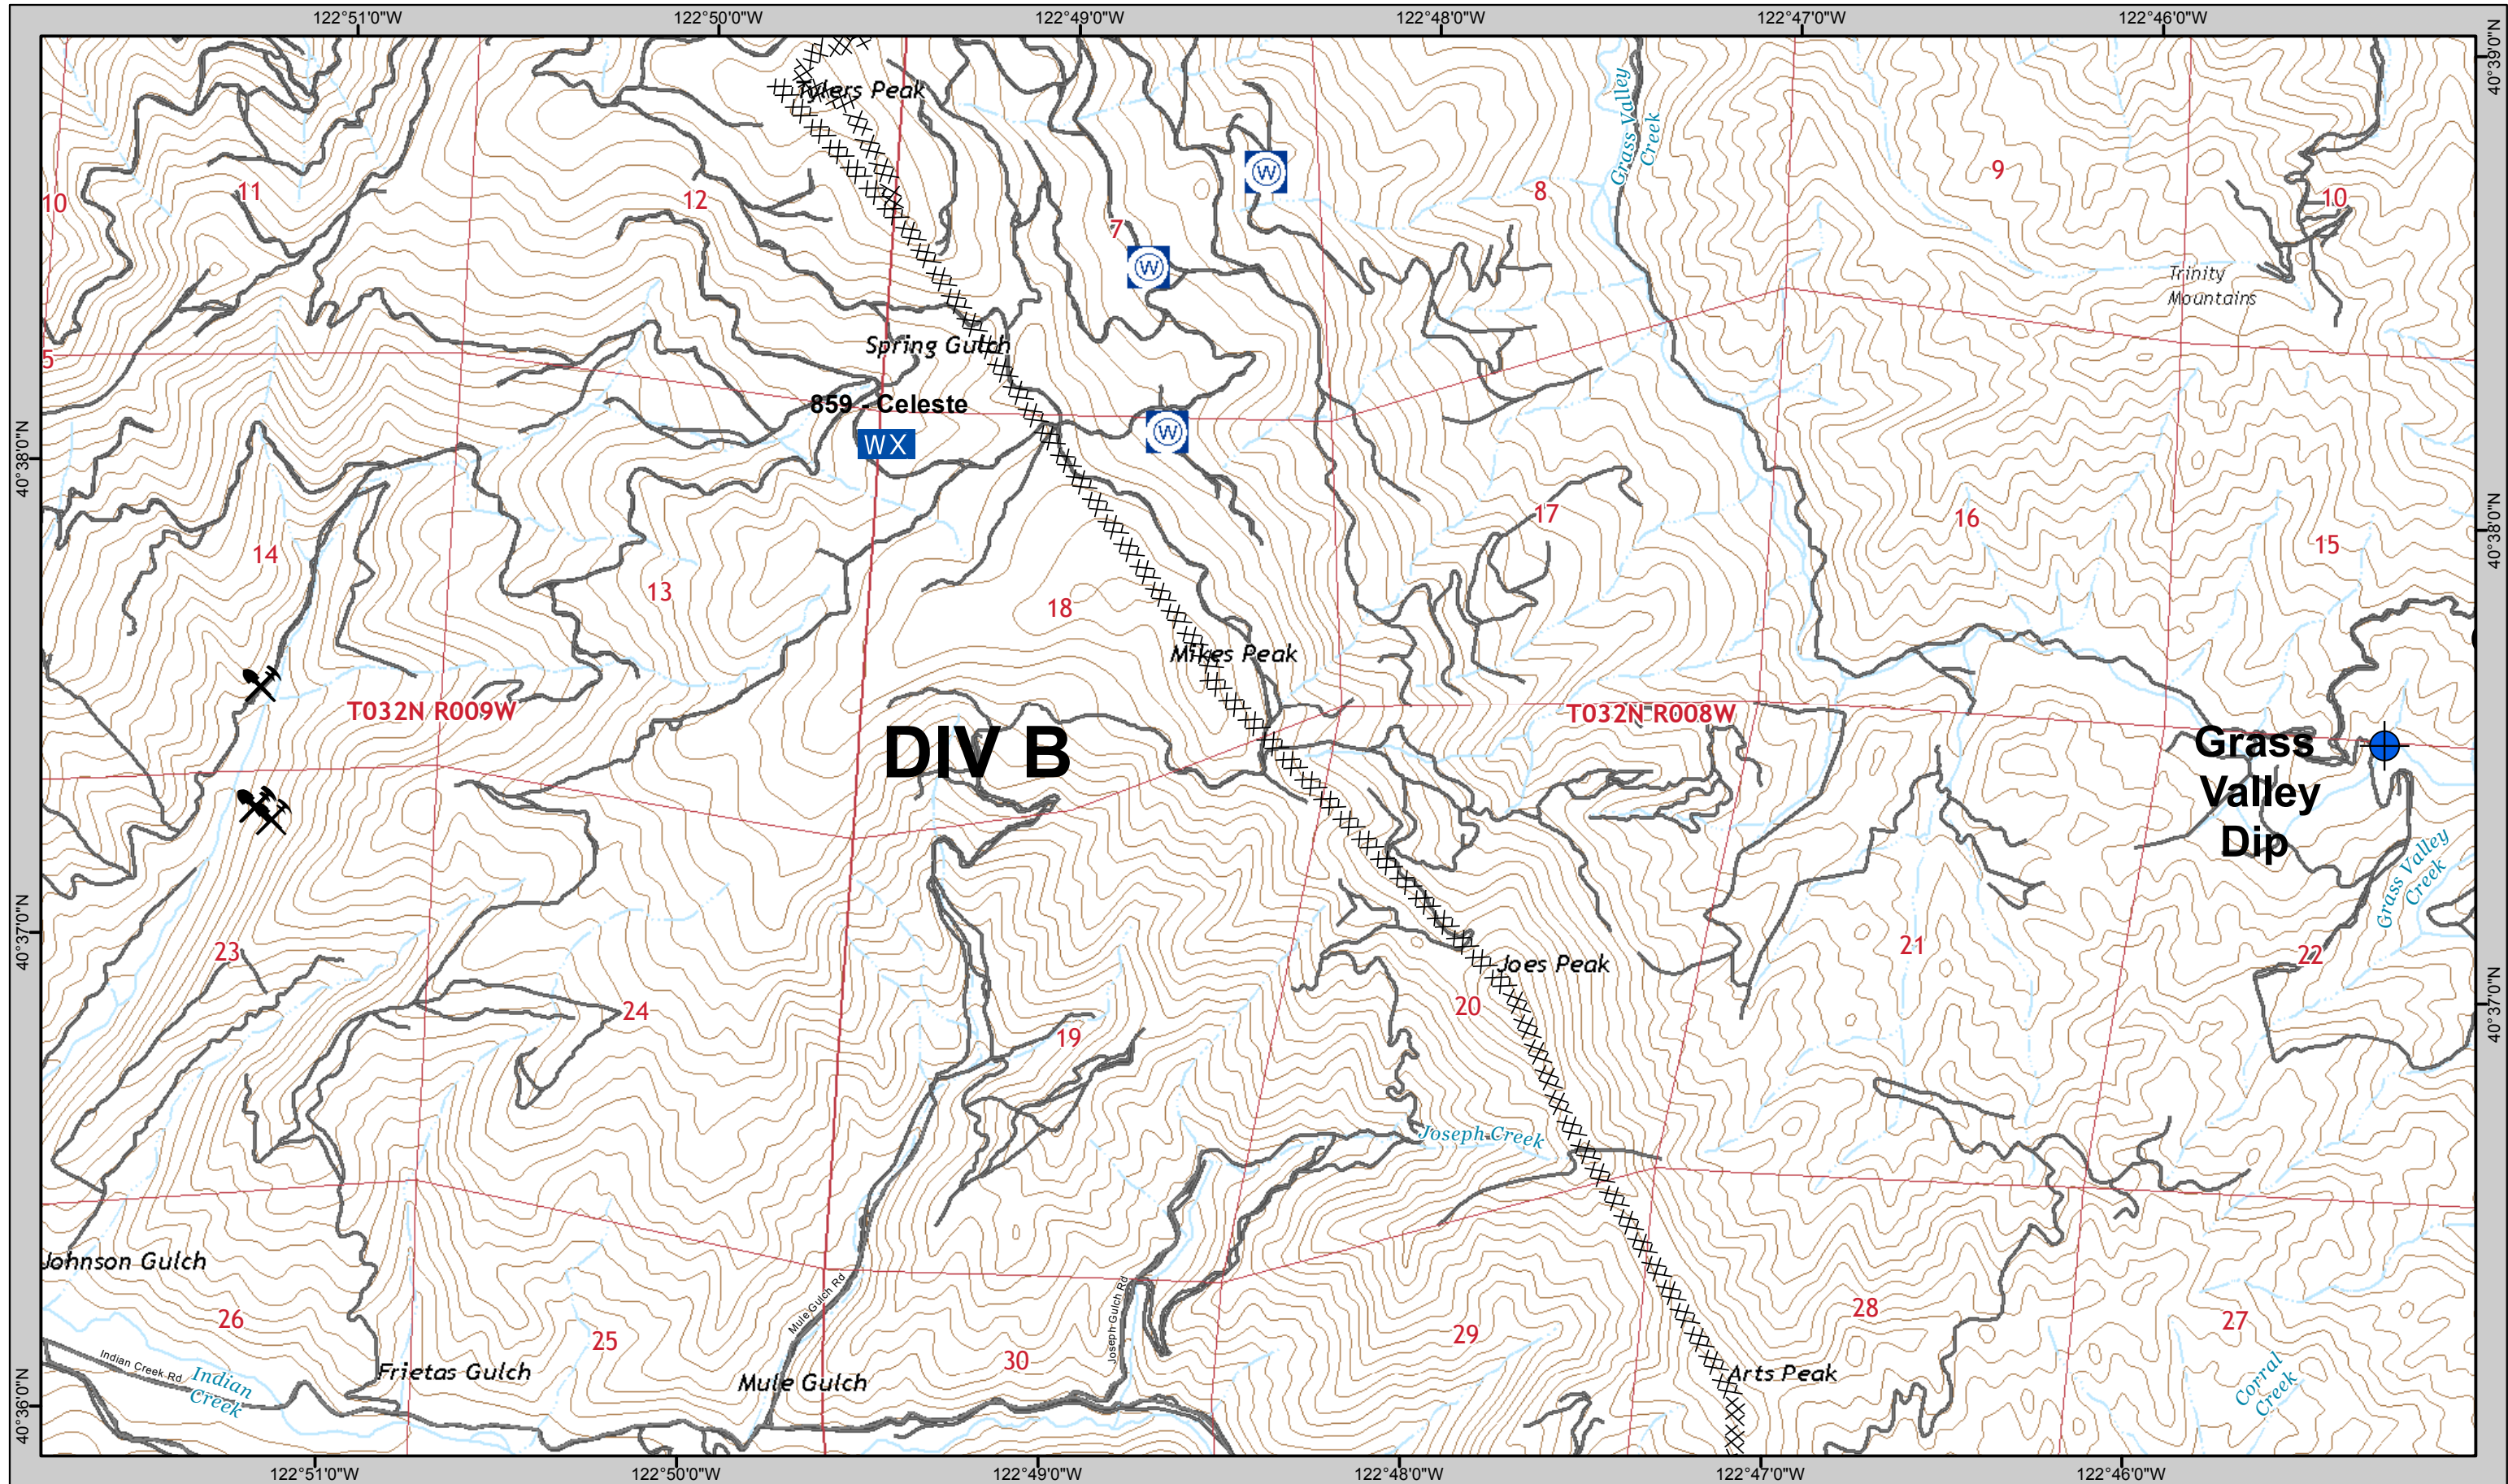 122°51'0"W
122°50'0"W
122°49'0"W
122°48'0"W
122°47'0"W
122°46'0"W
40°39'0"N
Tylers Peak
Grass Valley
Creek
10
11
12
7
8
9
10
W
W
Trinity
Mountains
5
Spring Gulch
859 - Celeste
WX
W
40°38'0"N
40°38'0"N
14
13
18
17
16
15
Mikes Peak
T032N R009W
T032N R008W
DIV B
Grass
Valley
Dip
Grass Valley
Creek
40°37'0"N
40°37'0"N
23
24
19
20
21
22
Joes Peak
Joseph Creek
Johnson Gulch
Mule Gulch Rd
Joseph Gulch Rd
26
25
30
29
28
27
Indian Creek Rd
Indian
Creek
Frietas Gulch
Mule Gulch
Arts Peak
Corral
Creek
40°36'0"N
122°51'0"W
122°50'0"W
122°49'0"W
122°48'0"W
122°47'0"W
122°46'0"W